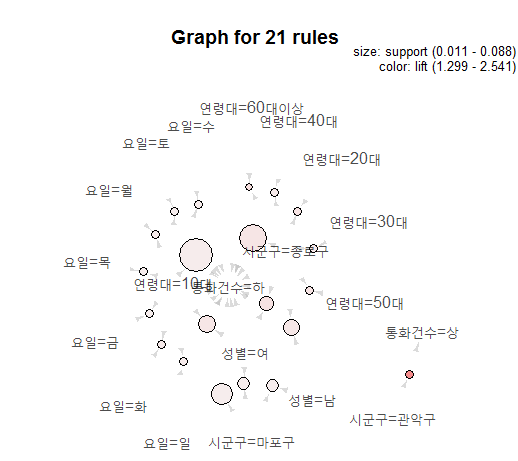 Graph for 21 rules
size: support (0.011 - 0.088)
color: lift (1.299 - 2.541)
연령대=60대이상
연령대=40대
요일=수
요일=토
연령대=20대
요일=월
연령대=30대
시군구=종로구
요일=목
연령대=10대
통화건수=하
연령대=50대
통화건수=상
요일=금
성별=여
성별=남
요일=화
시군구=관악구
요일=일
시군구=마포구